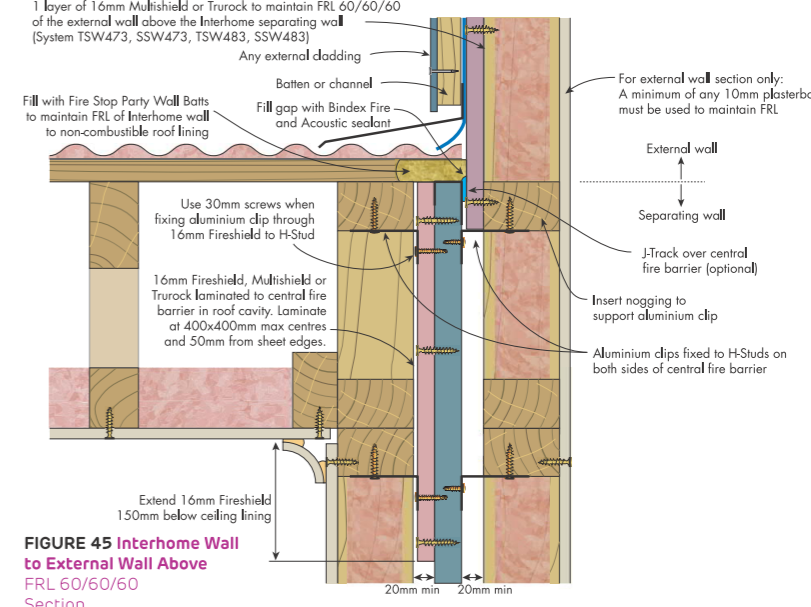 1 layer of 16mm Multishield or Trurock to maintain FRL 60/60/60
of the external wall above the Interhome separating wall
(System TSW473, SSW473, TSW483, SSW483)
Any external cladding
Batten or channel
Fill with Fire Stop Party Wall Batts
to maintain FRL of Interhome wall
to non-combustible roof lining
Fill gap with Bindex Fire
and Acoustic sealant
For external wall section only:
A minimum of any 10mm
must be used to maintain FRL
External wall
Separating wall
Use 30mm screws when
fixing aluminium clip through
16mm Fireshield to H-Stud
J-Track over central
fire barrier (optional)
16mm Fireshield, Multishield or
Trurock laminated to central fire
barrier in roof cavity. Laminate
at 400x400mm max centres
and 50mm from sheet edges.
Insert nogging to
support aluminium clip
Aluminium clips fixed to H-Studs on
both sides of central fire barrier
Extend 16mm Fireshield
150mm below ceiling lining
FIGURE 45 Interhome Wall
to External Wall Above
FRL 60/60/60
Section
20mm min
20mm min